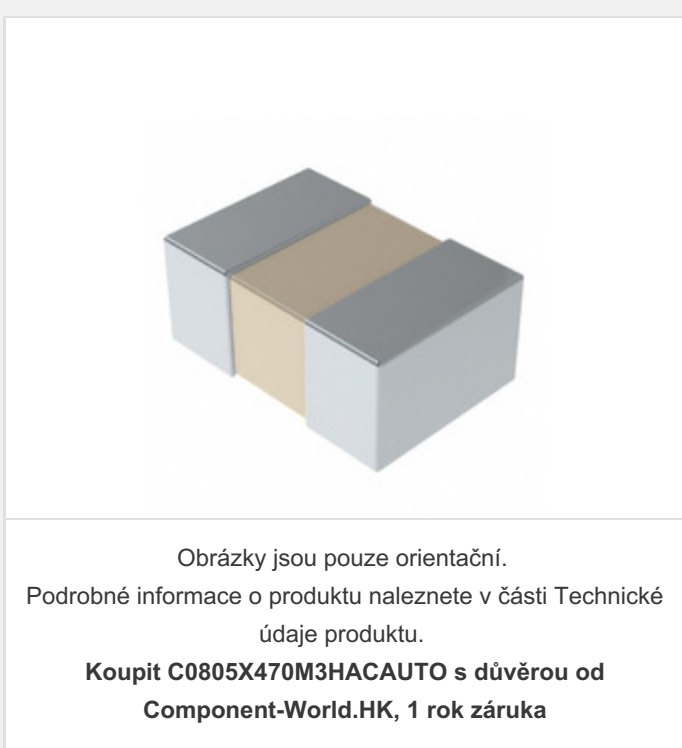 Obrázky jsou pouze orientační.
Podrobné informace o produktu naleznete v části Technické
údaje produktu.
Koupit C0805X470M3HACAUTO s důvěrou od
Component-World.HK, 1 rok záruka